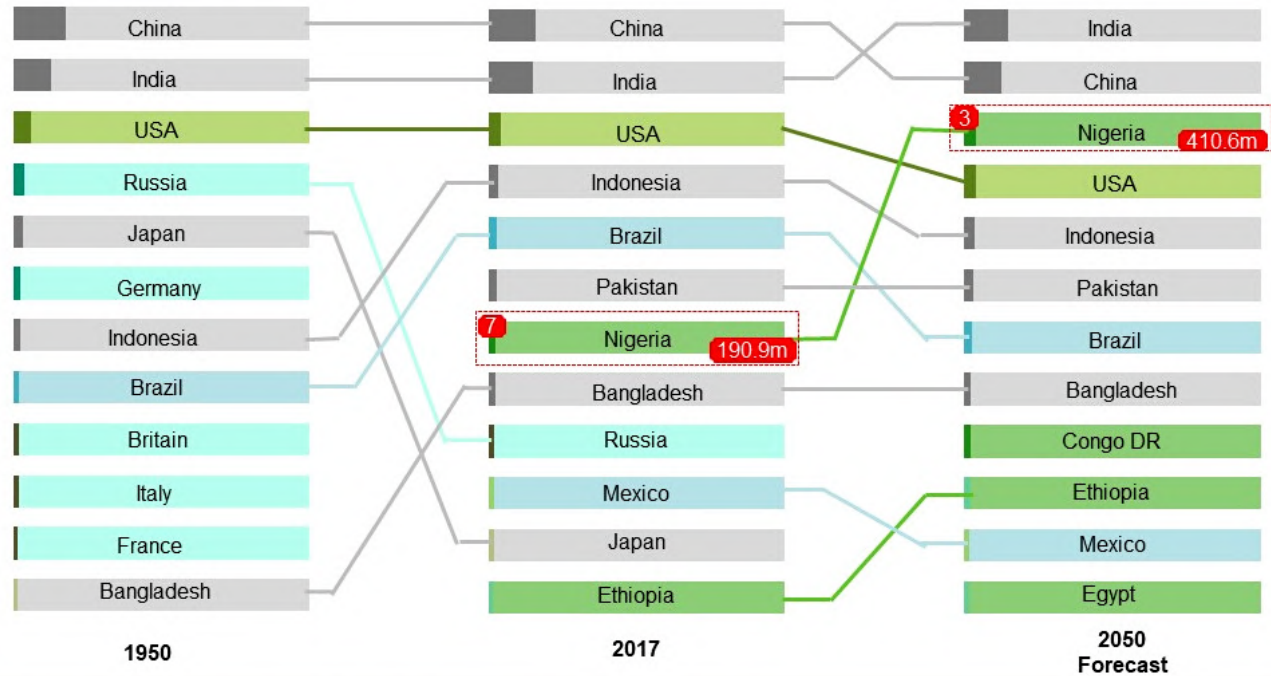 China
India
USA
Russia
Japan
Germany
Indonesia
Brazil
Britain
Italy
France
Bangladesh
1950
China
India
USA
Indonesia
Brazil
Pakistan
7
Nigeria
190.9m
Bangladesh
Russia
Mexico
Japan
Ethiopia
2017
India
China
3
Nigeria
410.6m
USA
Indonesia
Pakistan
Brazil
Bangladesh
Congo DR
Ethiopia
Mexico
Egypt
2050
Forecast